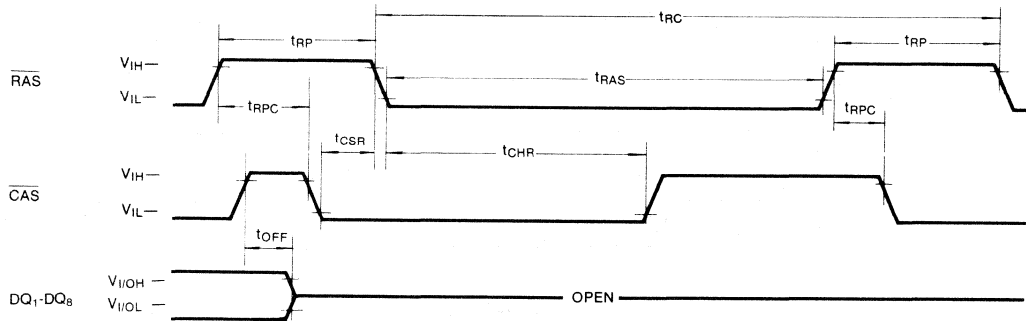 tRC
tRP tRP
RAS VIH—
VIL— tRAS
tRPC tRPC
tCSR tCHR
CAS VIH—
VIL—
tOFF
DQ1-DQ8 VI/OH —
VI/OL — OPEN